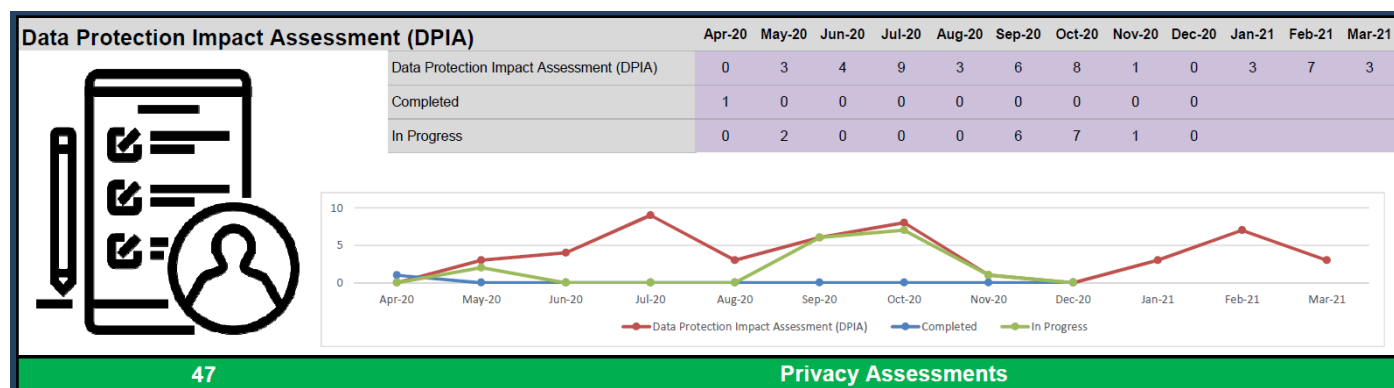 Data Protection Impact Assessment (DPIA) Apr-20 May-20 Jun-20 Jul-20 Aug-20 Sep-20 Oct-20 Nov-20 Dec-20 Jan-21 Feb-21 Mar-21
Data Protection Impact Assessment (DPIA) 0 3 4 9 3 6 8 1 0 3 7 3
Completed 1 0 0 0 0 0 0 0 0
In Progress 0 2 0 0 0 6 7 1 0
10
5
0
Apr-20 May-20 Jun-20 Jul-20 Aug-20 Sep-20 Oct-20 Nov-20 Dec-20 Jan-21 Feb-21 Mar-21
Data Protection Impact Assessment (DPIA) Completed In Progress
47 Privacy Assessments